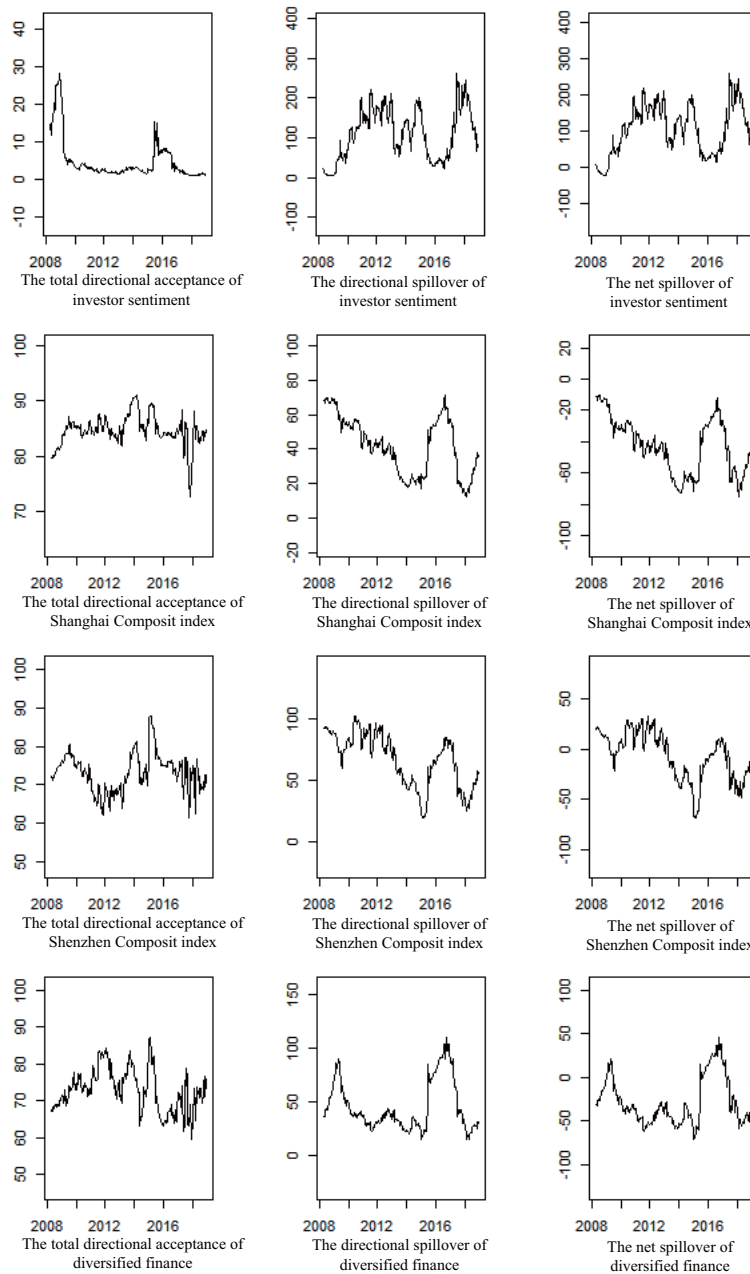 40
30
20
10
0
-10
2008 2012 2016
The total directional acceptance of
investor sentiment
400
300
200
100
0
-100
2008 2012 2016
The directional spillover of
investor sentiment
400
300
200
100
0
-100
2008 2012 2016
The net spillover of
investor sentiment
100
90
80
70
2008 2012 2016
The total directional acceptance of
Shanghai Composit index
100
80
60
40
20
0
-20
2008 2012 2016
The directional spillover of
Shanghai Composit index
20
0
-20
-60
-100
2008 2012 2016
The net spillover of
Shanghai Composit index
100
90
80
70
60
50
2008 2012 2016
The total directional acceptance of
Shenzhen Composit index
100
50
0
2008 2012 2016
The directional spillover of
Shenzhen Composit index
50
0
-50
-100
2008 2012 2016
The net spillover of
Shenzhen Composit index
100
90
80
70
60
50
2008 2012 2016
The total directional acceptance of
diversified finance
150
100
50
0
2008 2012 2016
The directional spillover of
diversified finance
100
50
0
-50
-100
2008 2012 2016
The net spillover of
diversified finance